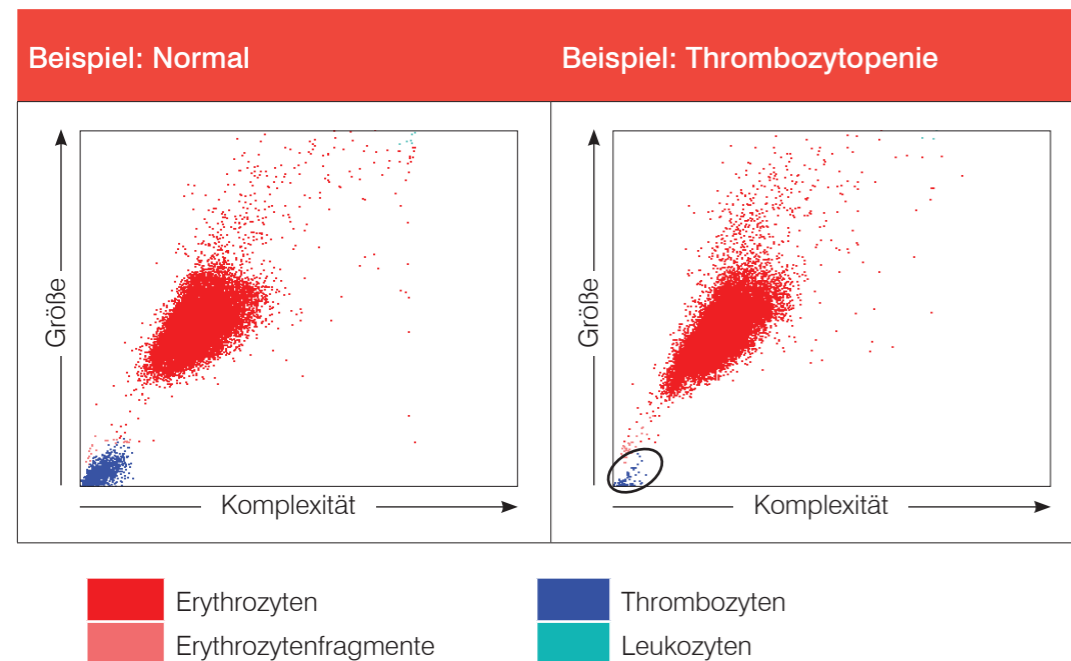 Beispiel: Normal
Beispiel: Thrombozytopenie
Größe
Komplexität
Größe
Komplexität
Erythrozyten
Thrombozyten
Erythrozytenfragmente
Leukozyten